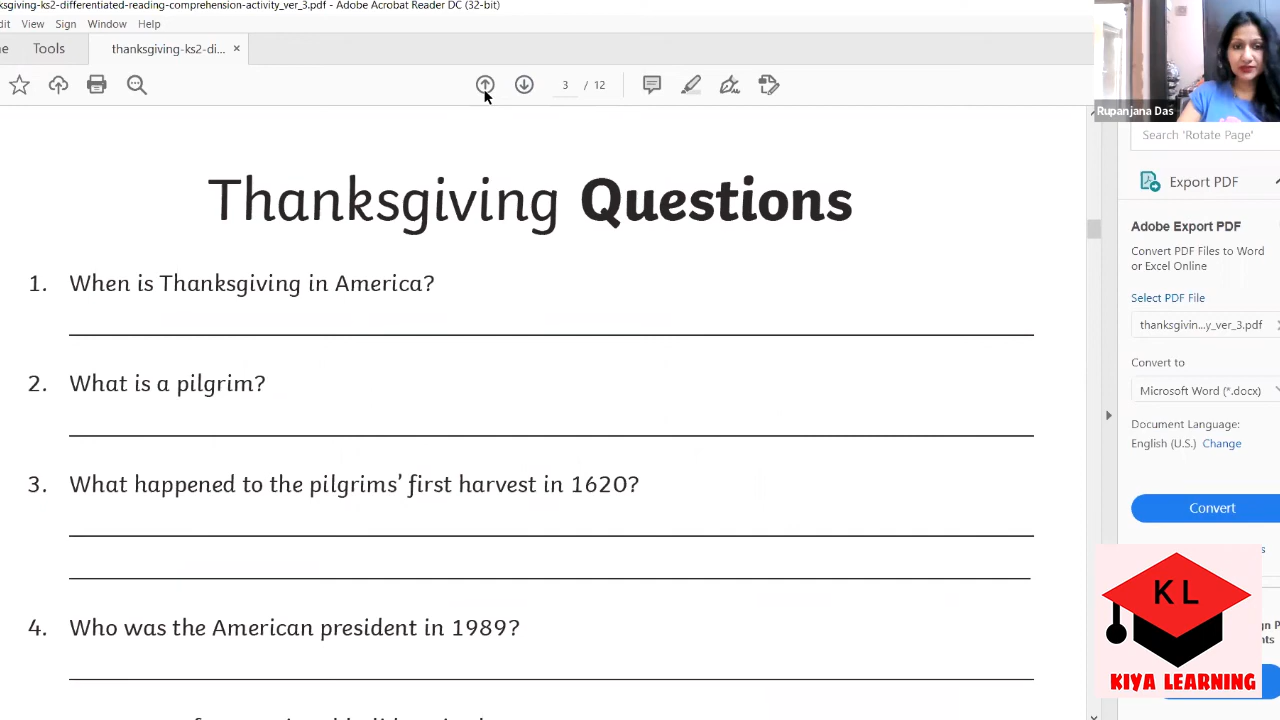 ksgiving-ks2-differentiated-reading-comprehension-activity_ver_3.pdf - Adobe Acrobat Reader DC (32-bit)
dit View Sign Window Help
ne Tools thanksgiving-ks2-di... ×
3 / 12
Rupanjana Das
Search 'Rotate Page'
Export PDF
Adobe Export PDF
Convert PDF Files to Word
or Excel Online
Select PDF File
thanksgivin...y_ver_3.pdf
Convert to
Microsoft Word (*.docx)
Document Language:
English (U.S.) Change
Convert
Thanksgiving Questions
1. When is Thanksgiving in America?
2. What is a pilgrim?
3. What happened to the pilgrims' first harvest in 1620?
4. Who was the American president in 1989?
K L
KIYA LEARNING